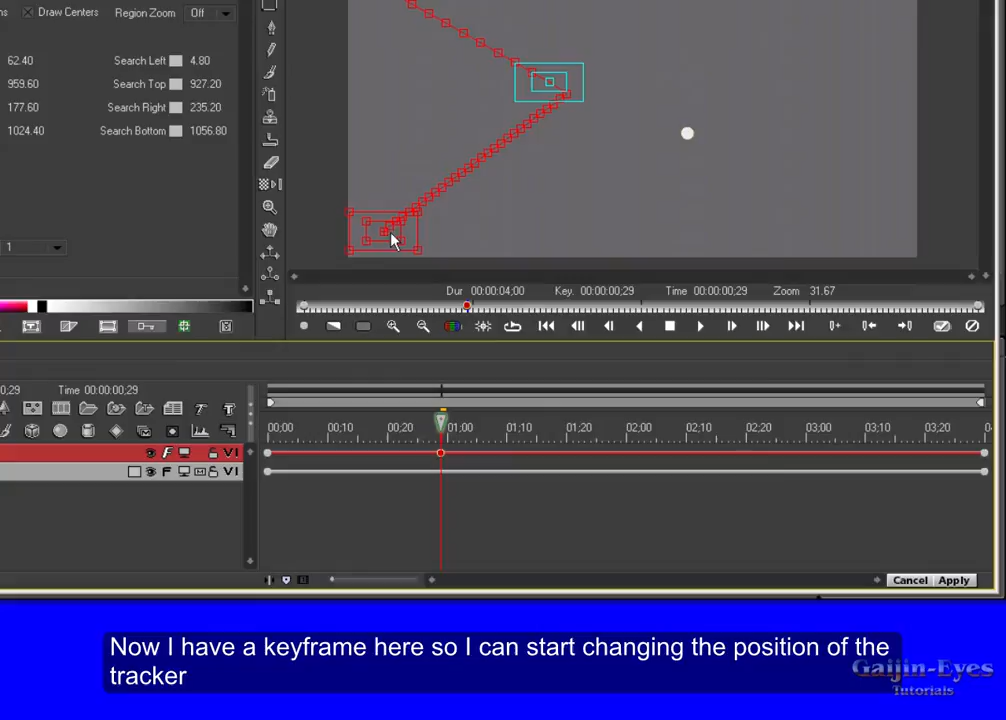 ns Draw Centers Region Zoom Off
62.40 Search Left 4.80
959.60 Search Top 927.20
177.60 Search Right 235.20
1024.40 Search Bottom 1056.80
1
Dur 00:00:04;00 Key. 00:00:00;29 Time 00:00:00;29 Zoom 31.67
0;29 Time 00:00:00;29
00;00 00;10 00;20 01;00 01;10 01;20 02;00 02;10 02;20 03;00 03;10 03;20 0
F V1
F V1
Cancel Apply
Now I have a keyframe here so I can start changing the position of the
tracker
Gaijin-Eyes
Tutorials